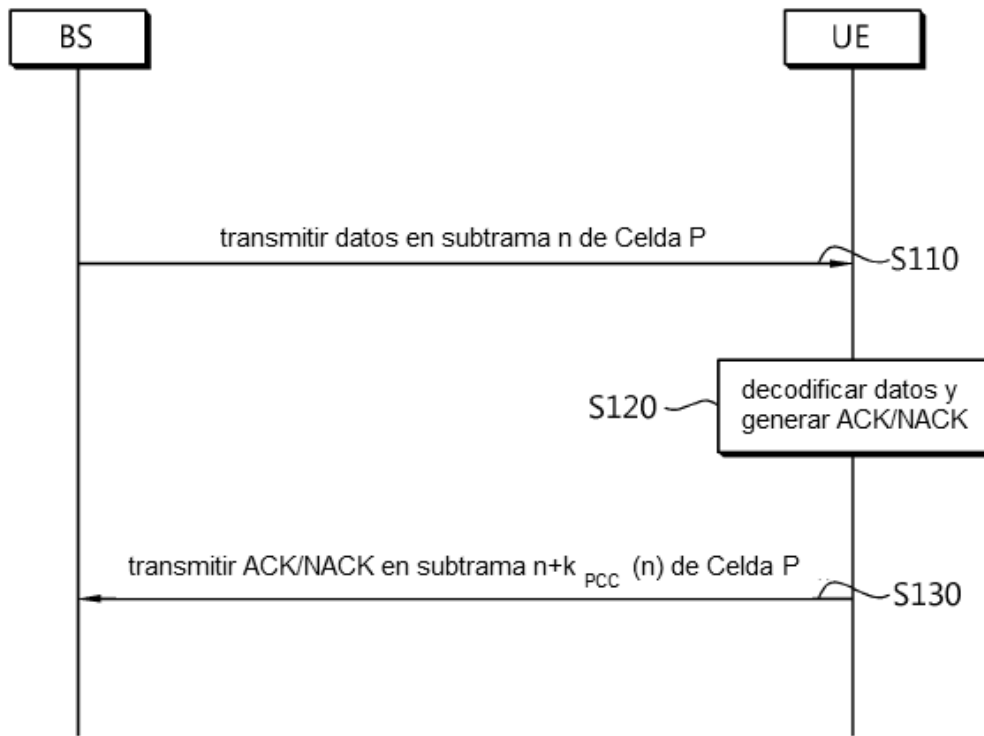 BS
UE
transmitir datos en subtrama n de Celda P
S110
S120
decodificar datos y
generar ACK/NACK
transmitir ACK/NACK en subtrama n+k PCC (n) de Celda P
S130